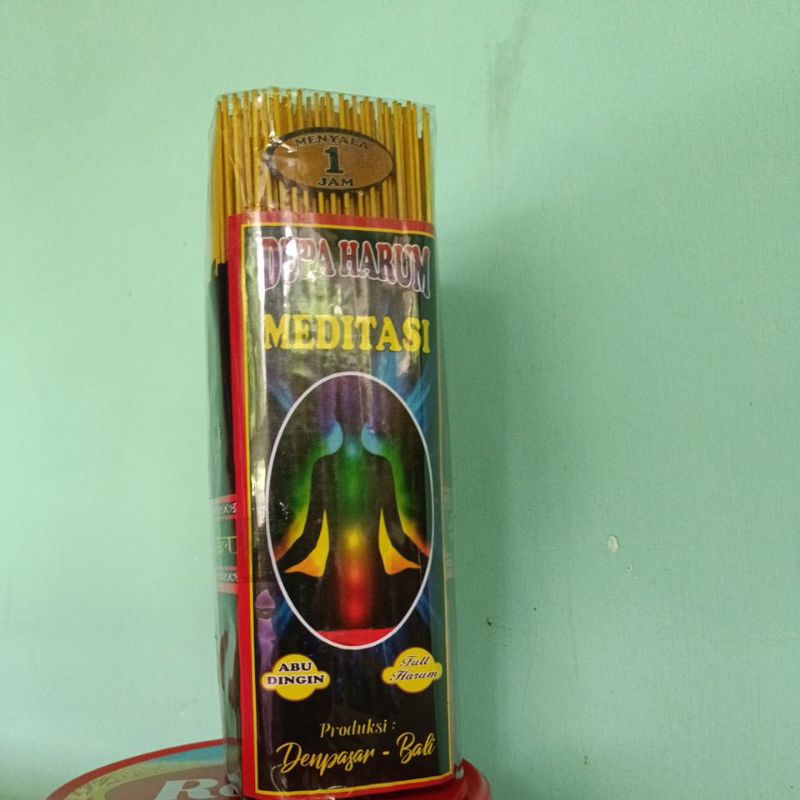 MENYALA
1
JAM
DUPA HARUM
MEDITASI
ABU
DINGIN
Full
Harum
Produksi :
Denpasar - Bali